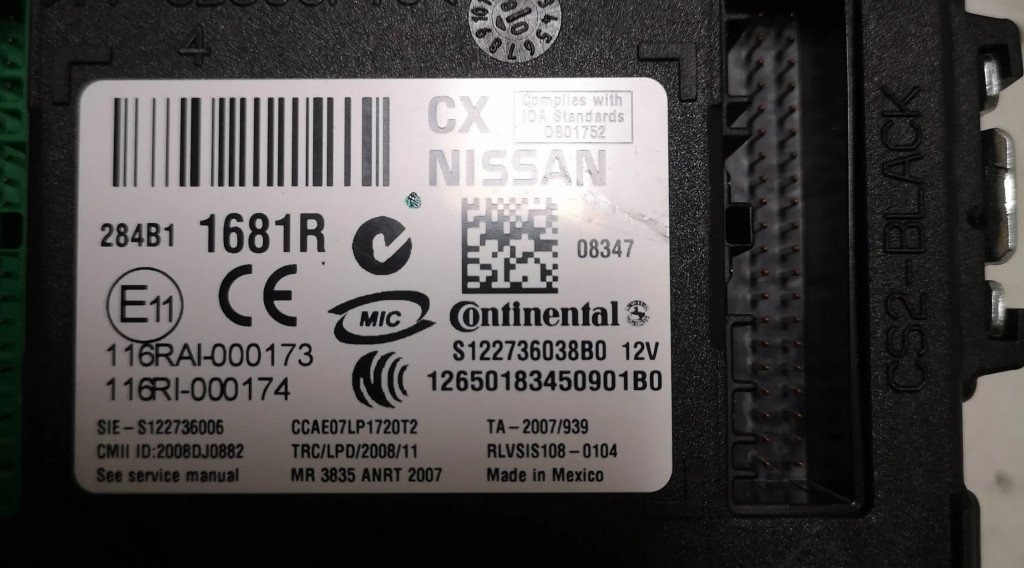 4
CX
Complies with
IDA Standards
DB01752
NISSAN
284B1 1681R
08347
E11
CE
MIC
Continental
116RAI-000173
S122736038B0 12V
116RI-000174
12650183450901B0
SIE-S122736006 CCAE07LP1720T2 TA-2007/939
CMII ID:2008DJ0882 TRC/LPD/2008/11 RLVSIS108-0104
See service manual MR 3835 ANRT 2007 Made in Mexico
CS2-BLACK